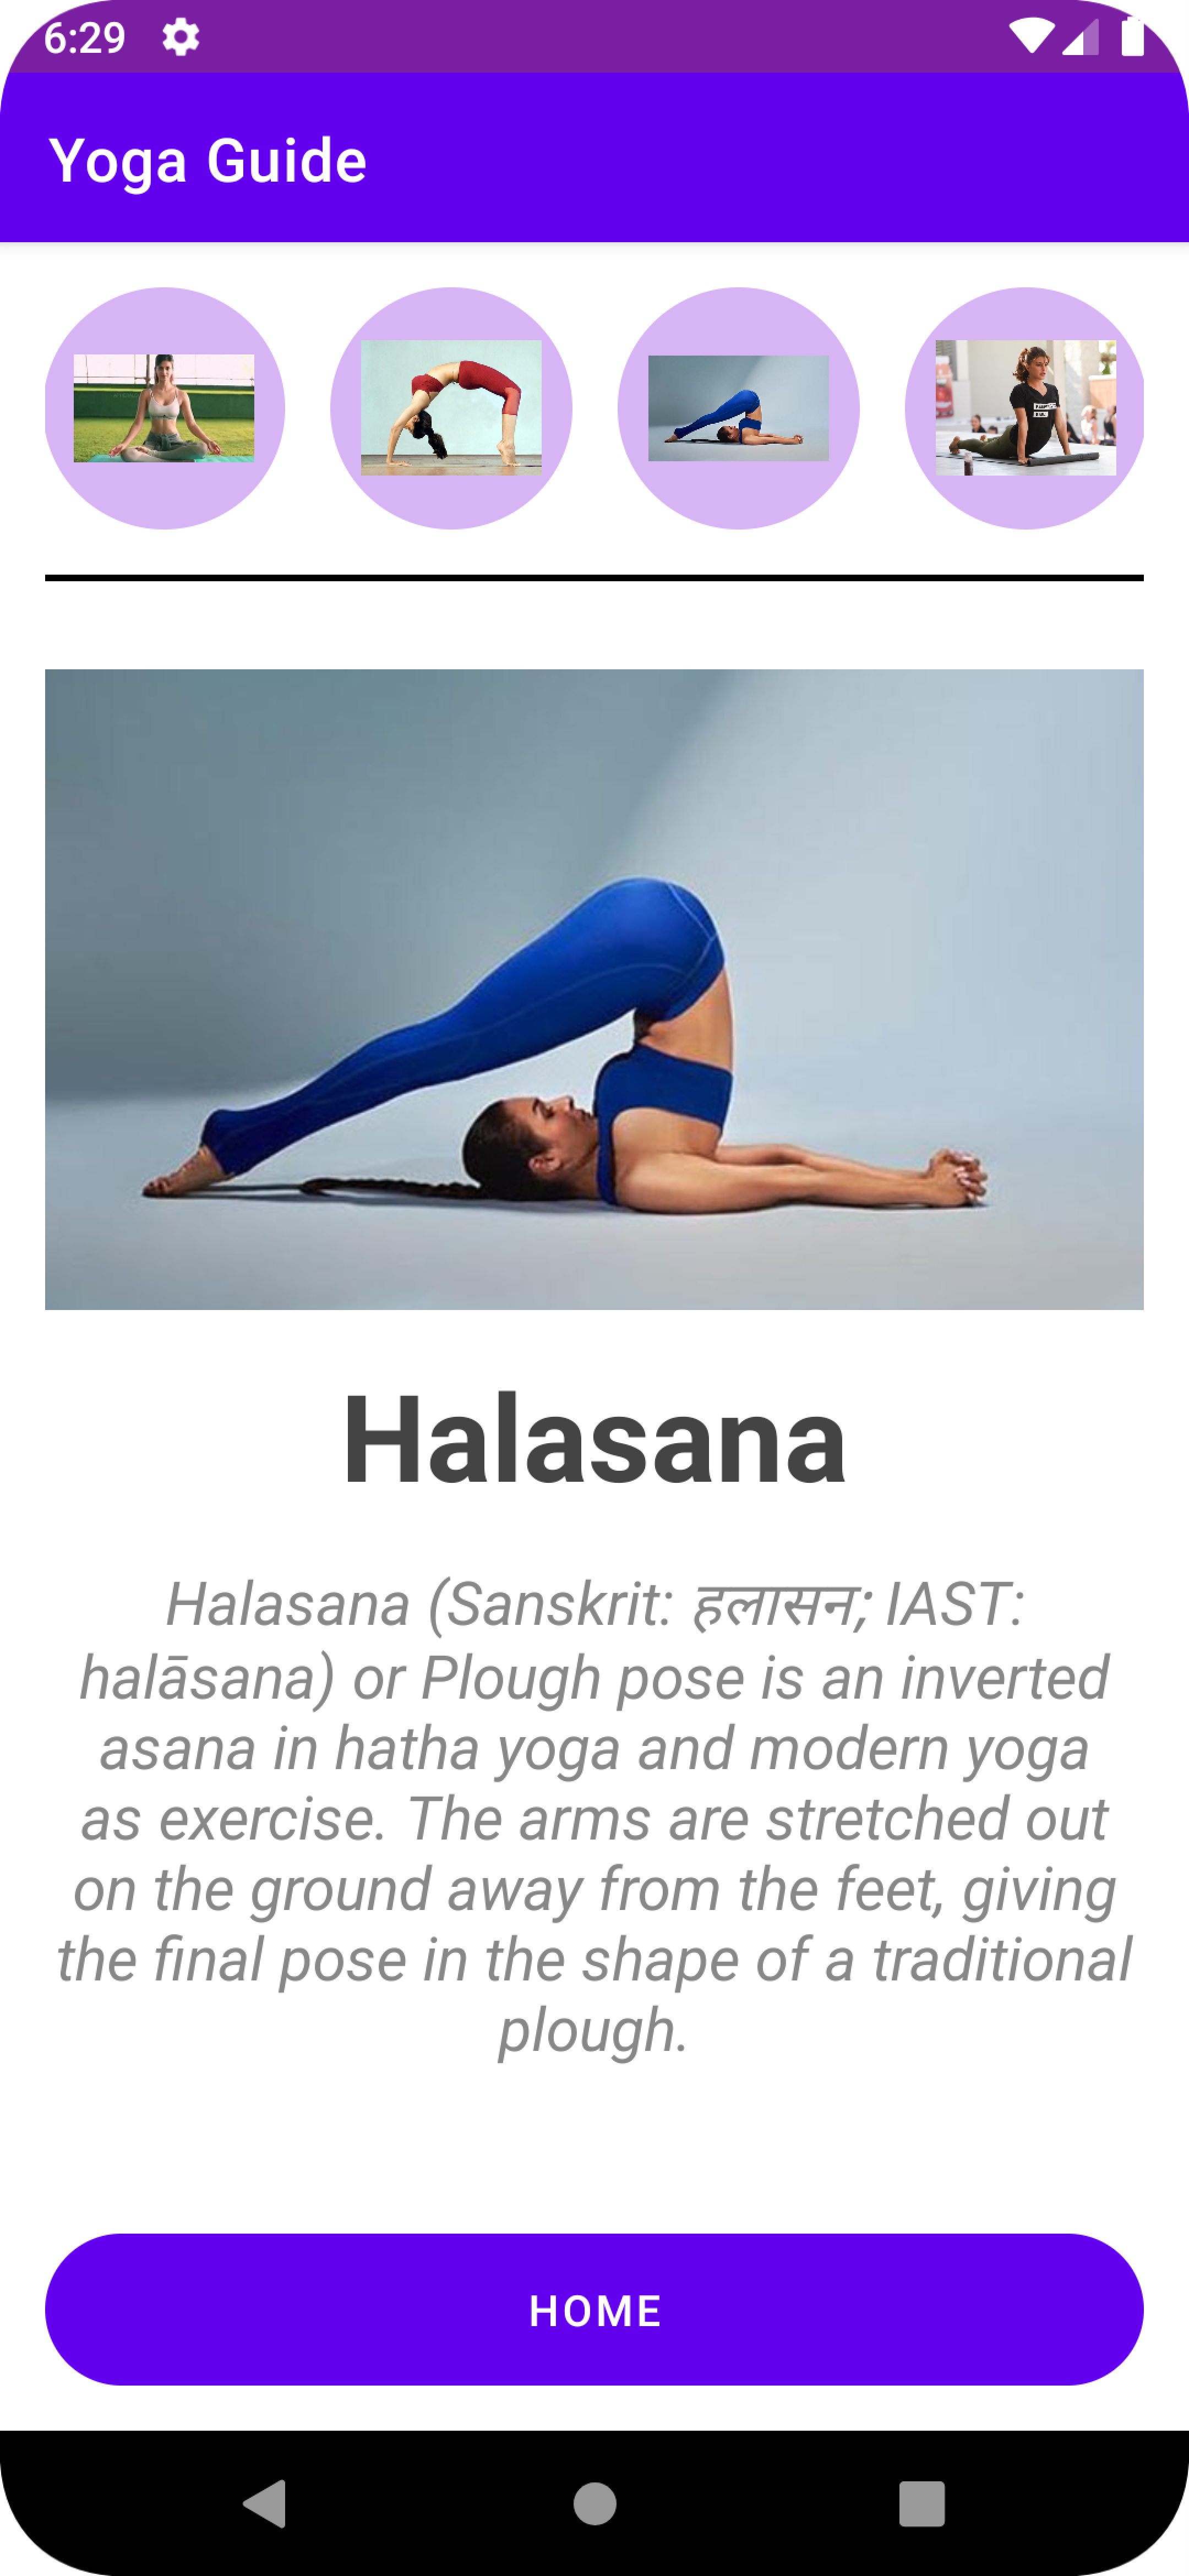 6:29
Yoga Guide
Halasana
Halasana (Sanskrit: हलासन; IAST:
halāsana) or Plough pose is an inverted
asana in hatha yoga and modern yoga
as exercise. The arms are stretched out
on the ground away from the feet, giving
the final pose in the shape of a traditional
plough.
HOME